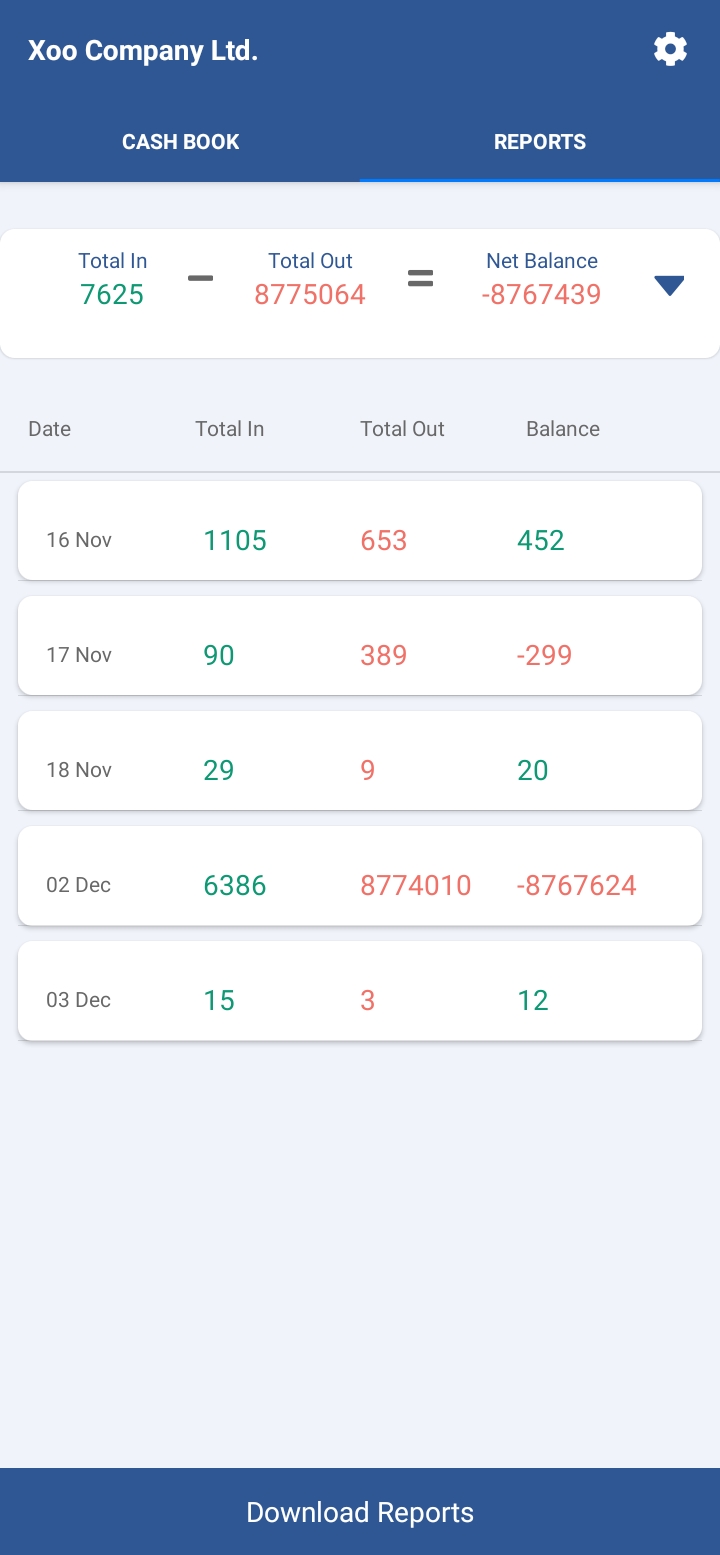 Xoo Company Ltd.
CASH BOOK REPORTS
Total In Total Out Net Balance
7625 − 8775064 = -8767439
Date Total In Total Out Balance
16 Nov 1105 653 452
17 Nov 90 389 -299
18 Nov 29 9 20
02 Dec 6386 8774010 -8767624
03 Dec 15 3 12
Download Reports